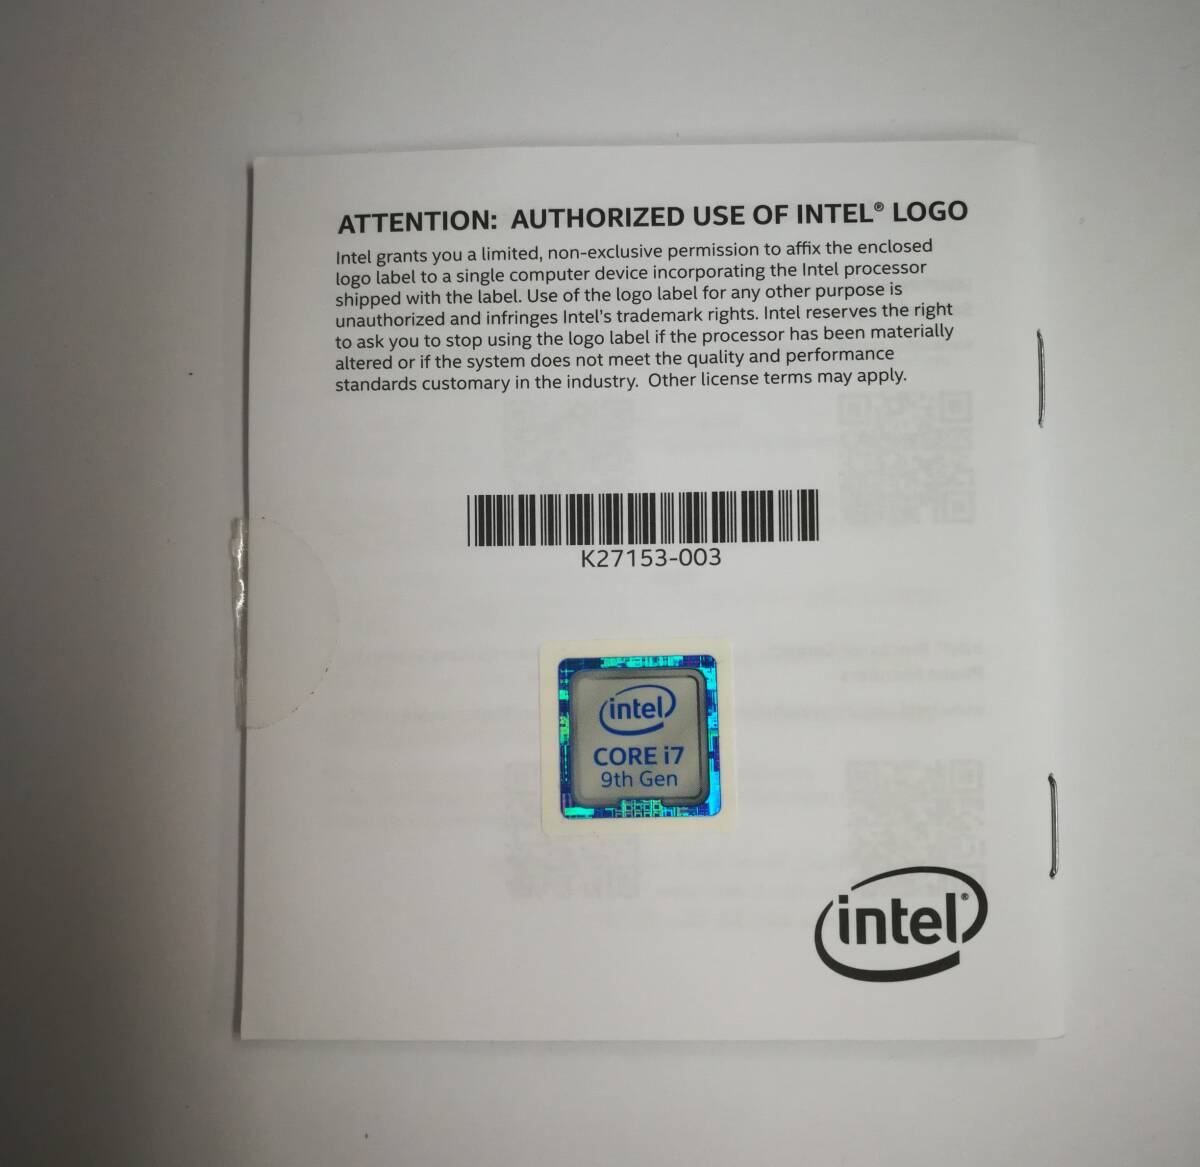 ATTENTION: AUTHORIZED USE OF INTEL® LOGO
Intel grants you a limited, non-exclusive permission to affix the enclosed
logo label to a single computer device incorporating the Intel processor
shipped with the label. Use of the logo label for any other purpose is
unauthorized and infringes Intel's trademark rights. Intel reserves the right
to ask you to stop using the logo label if the processor has been materially
altered or if the system does not meet the quality and performance
standards customary in the industry. Other license terms may apply.
K27153-003
intel
CORE i7
9th Gen
intel®